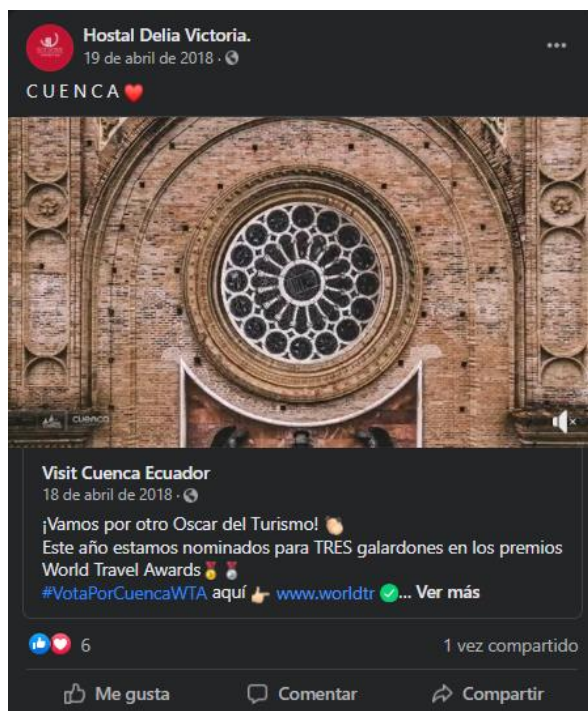 Hostal Delia Victoria.
19 de abril de 2018 ·
C U E N C A ❤️
CUENCA
Visit Cuenca Ecuador
18 de abril de 2018 ·
¡Vamos por otro Oscar del Turismo! 👏🏻
Este año estamos nominados para TRES galardones en los premios
World Travel Awards🥇🥈
#VotaPorCuencaWTA aquí 👉🏻 www.worldtr ✅... Ver más
6
1 vez compartido
Me gusta
Comentar
Compartir